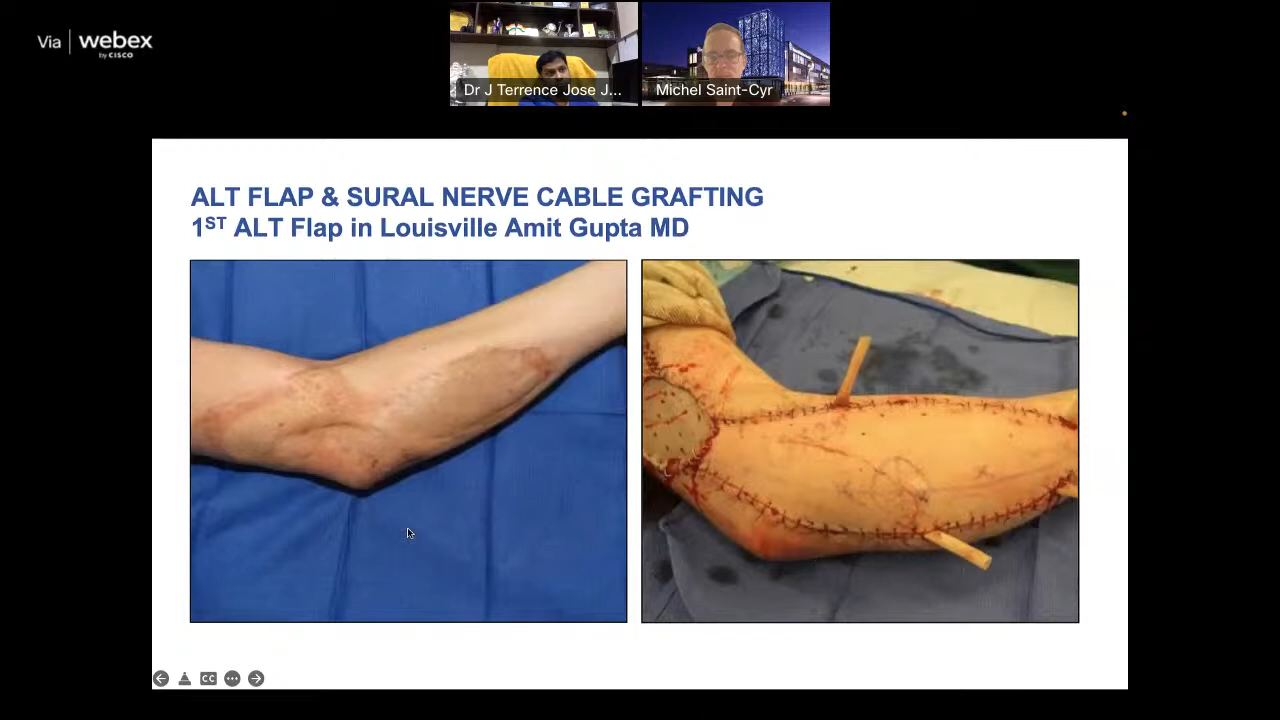 Via webex
by CISCO
Dr J Terrence Jose J...
Michel Saint-Cyr
ALT FLAP & SURAL NERVE CABLE GRAFTING
1ST ALT Flap in Louisville Amit Gupta MD
CC